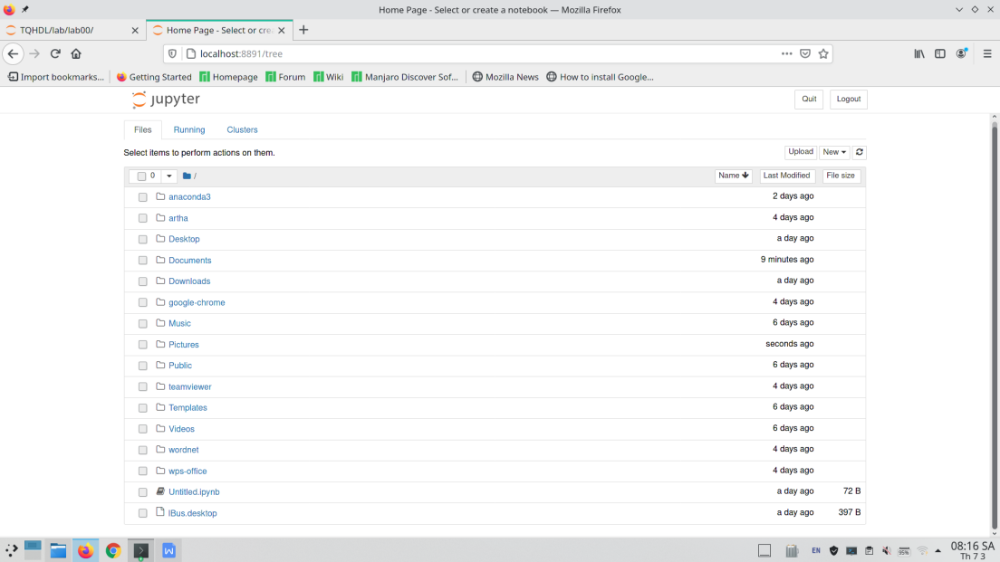 Home Page - Select or create a notebook — Mozilla Firefox
TQHDL/lab/lab00/
Home Page - Select or cre
localhost:8891/tree
Import bookmarks... Getting Started Homepage Forum Wiki Manjaro Discover Sof... Mozilla News How to install Google...
jupyter
Quit Logout
Files Running Clusters
Select items to perform actions on them.
Upload New
0 / Name Last Modified File size
anaconda3 2 days ago
artha 4 days ago
Desktop a day ago
Documents 9 minutes ago
Downloads a day ago
google-chrome 4 days ago
Music 6 days ago
Pictures seconds ago
Public 6 days ago
teamviewer 4 days ago
Templates 6 days ago
Videos 6 days ago
wordnet 4 days ago
wps-office 4 days ago
Untitled.ipynb a day ago 72 B
IBus.desktop a day ago 397 B
EN 95% 08:16 SA
Th 7 3